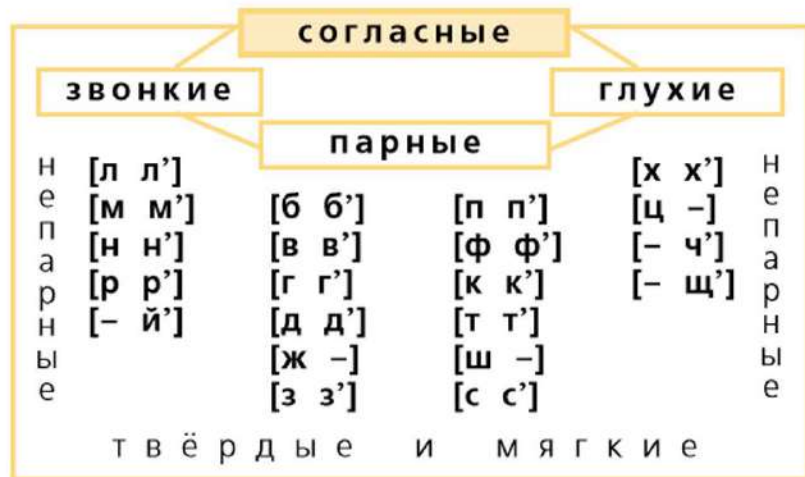 согласные
звонкие
глухие
парные
непарные
[л л’]
[м м’]
[н н’]
[р р’]
[– й’]
[б б’]
[в в’]
[г г’]
[д д’]
[ж –]
[з з’]
[п п’]
[ф ф’]
[к к’]
[т т’]
[ш –]
[с с’]
[х х’]
[ц –]
[– ч’]
[– щ’]
непарные
твёрдые и мягкие